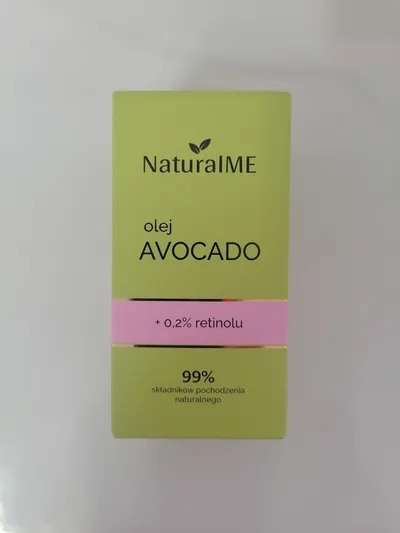 NaturalME
olej
AVOCADO
+ 0,2% retinolu
99%
składników pochodzenia
naturalnego